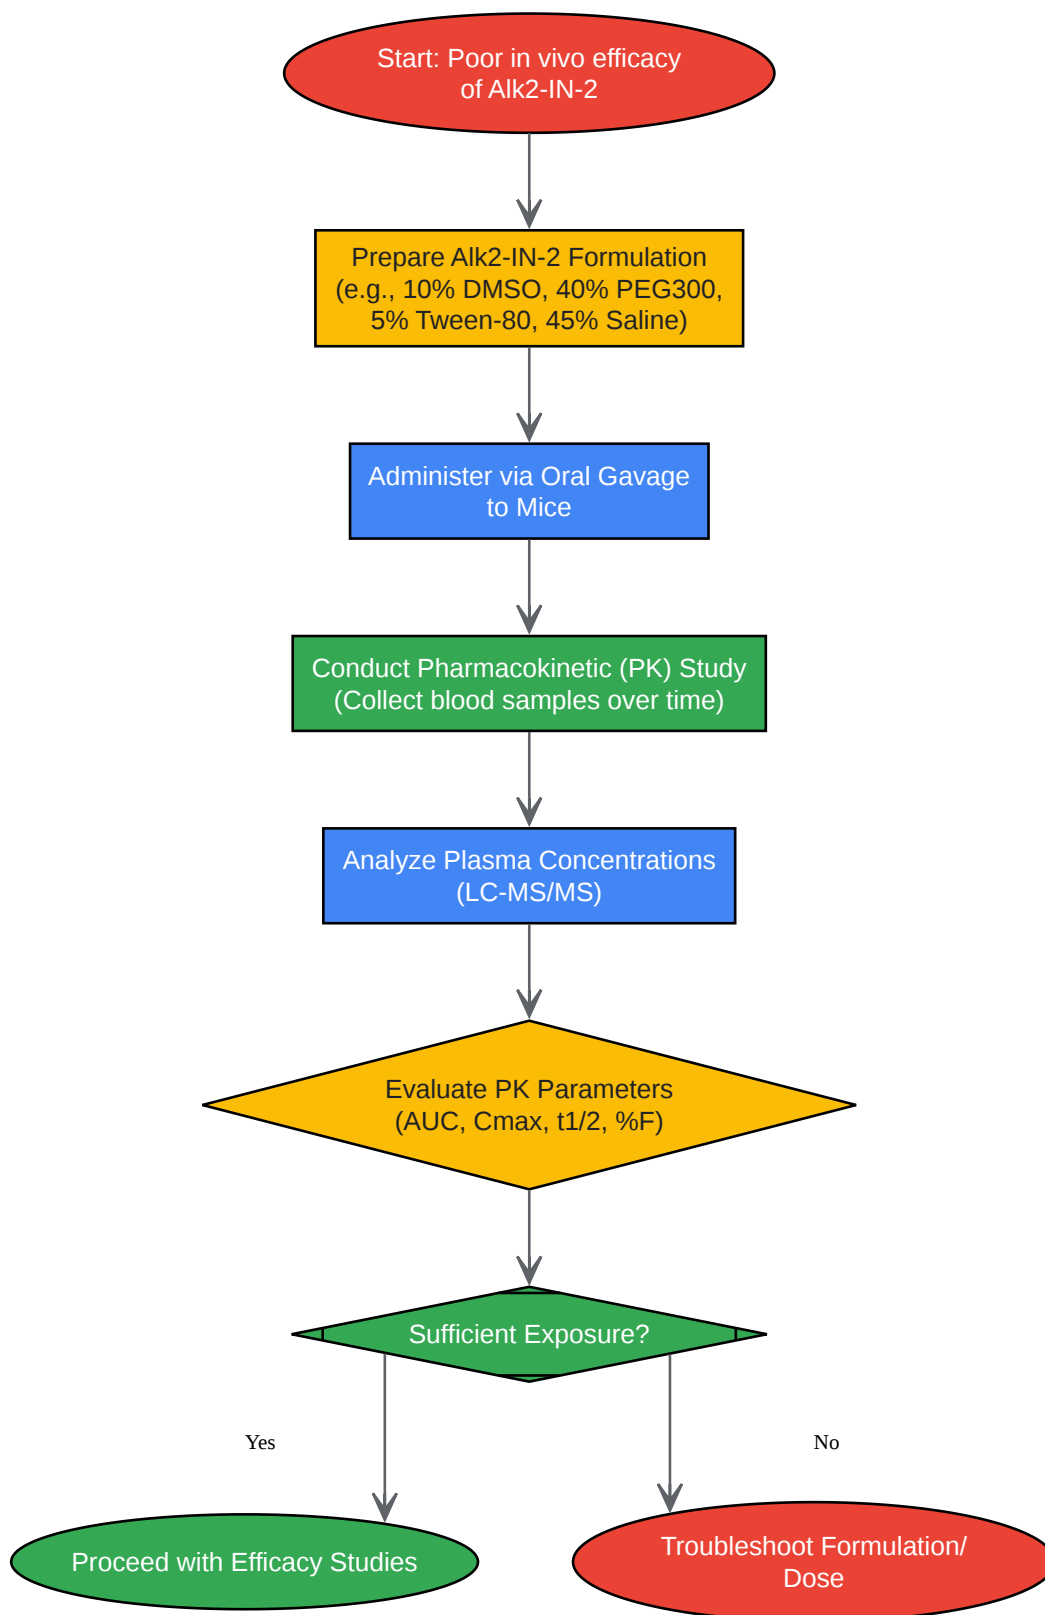 Start: Poor in vivo efficacy
of Alk2-IN-2
Prepare Alk2-IN-2 Formulation
(e.g., 10% DMSO, 40% PEG300,
5% Tween-80, 45% Saline)
Administer via Oral Gavage
to Mice
Conduct Pharmacokinetic (PK) Study
(Collect blood samples over time)
Analyze Plasma Concentrations
(LC-MS/MS)
Evaluate PK Parameters
(AUC, Cmax, t1/2, %F)
Sufficient Exposure?
Yes
No
Proceed with Efficacy Studies
Troubleshoot Formulation/
Dose